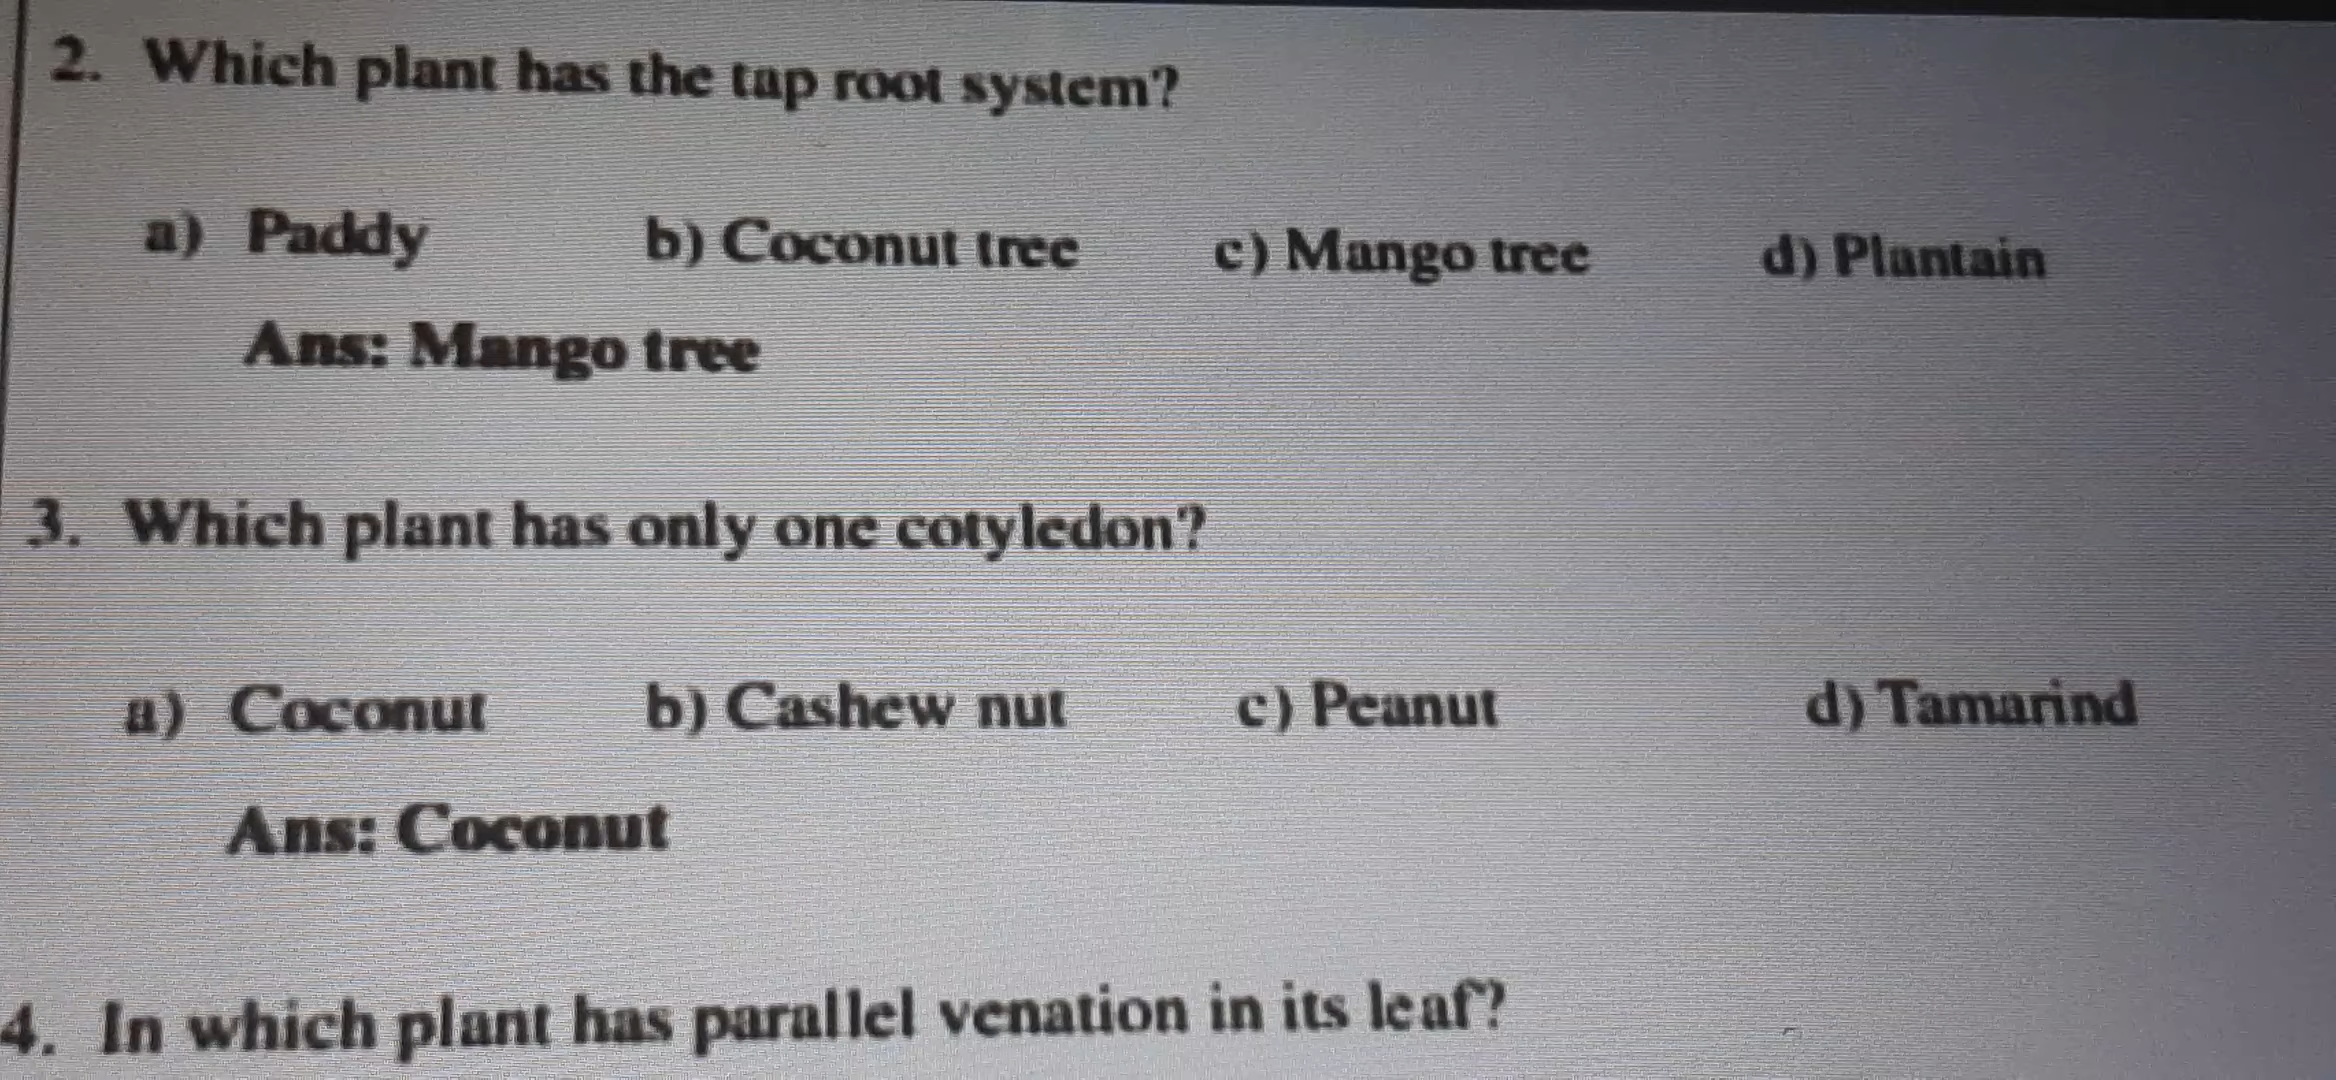 2. Which plant has the tap root system?
a) Paddy b) Coconut tree c) Mango tree d) Plantain
Ans: Mango tree
3. Which plant has only one cotyledon?
a) Coconut b) Cashew nut c) Peanut d) Tamarind
Ans: Coconut
4. In which plant has parallel venation in its leaf?